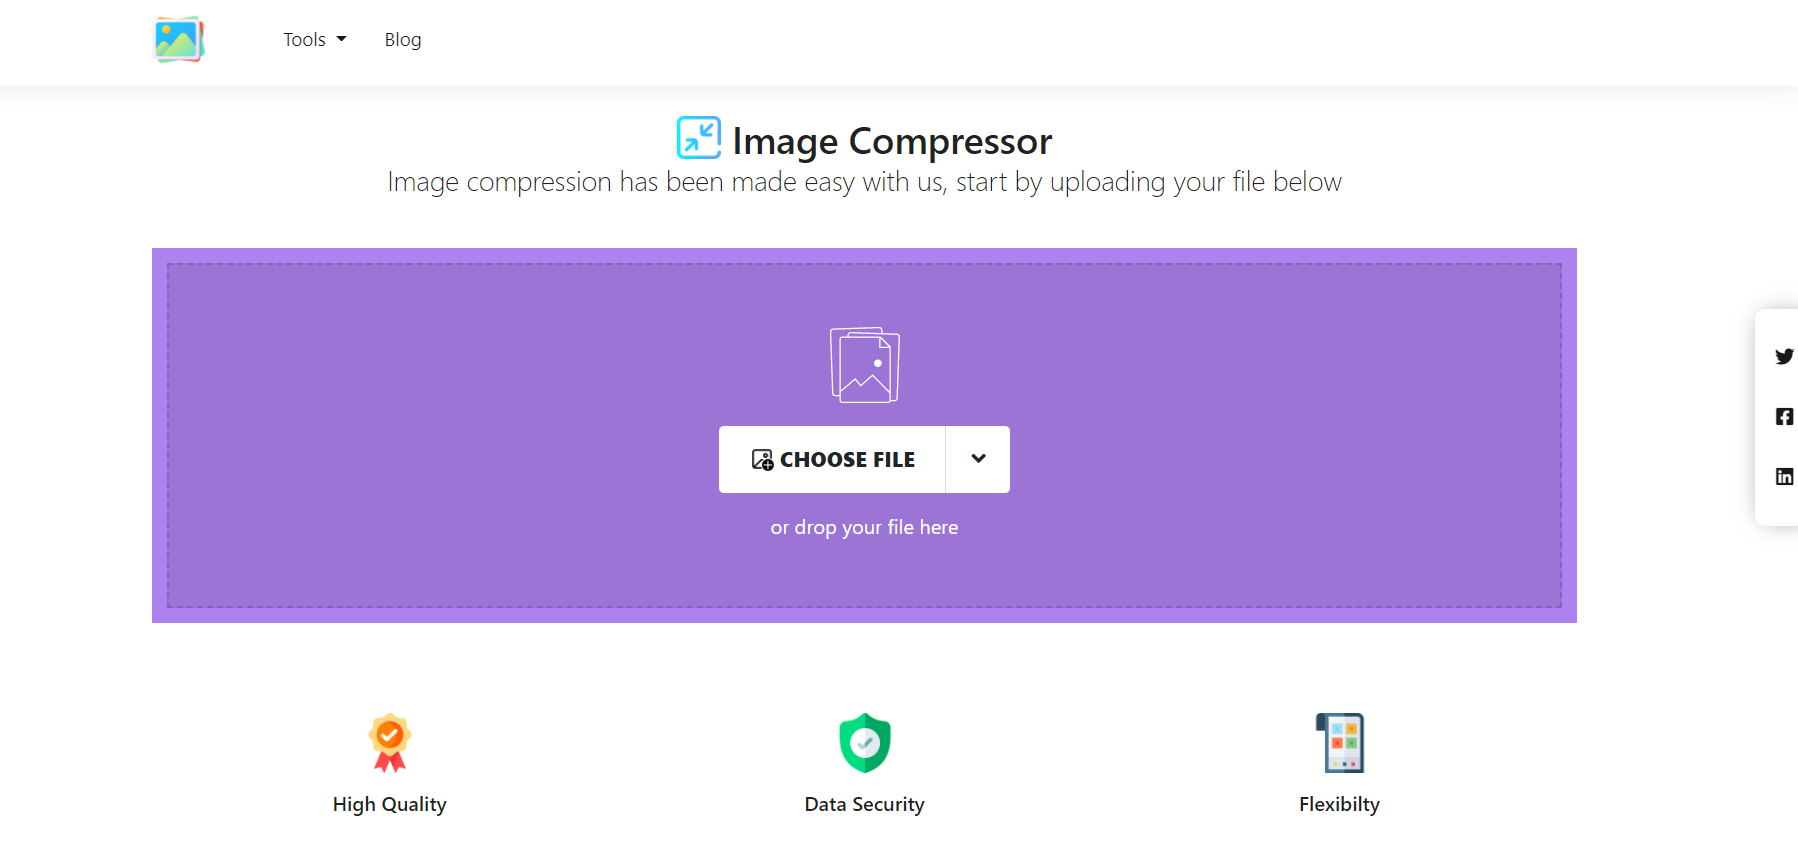 Tools
Blog
Image Compressor
Image compression has been made easy with us, start by uploading your file below
CHOOSE FILE
or drop your file here
High Quality
Data Security
Flexibilty